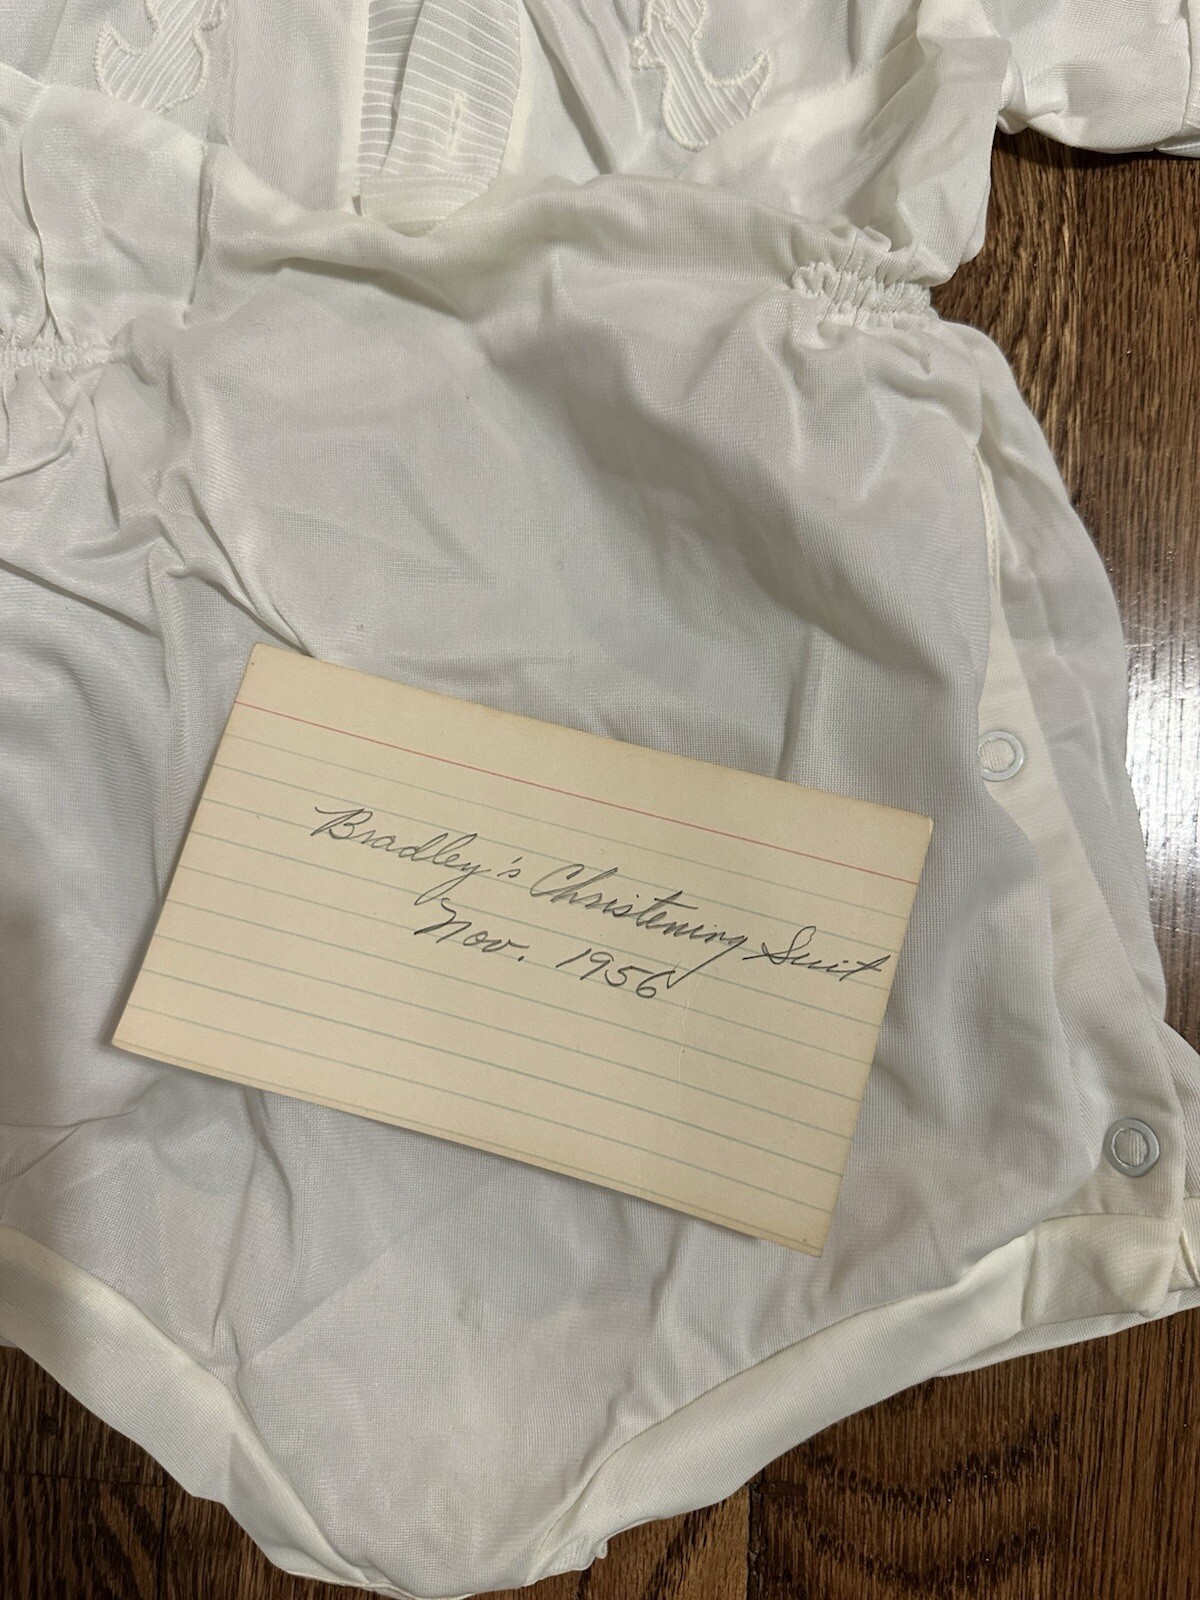 Bradley's Christening Suit
Nov. 1956